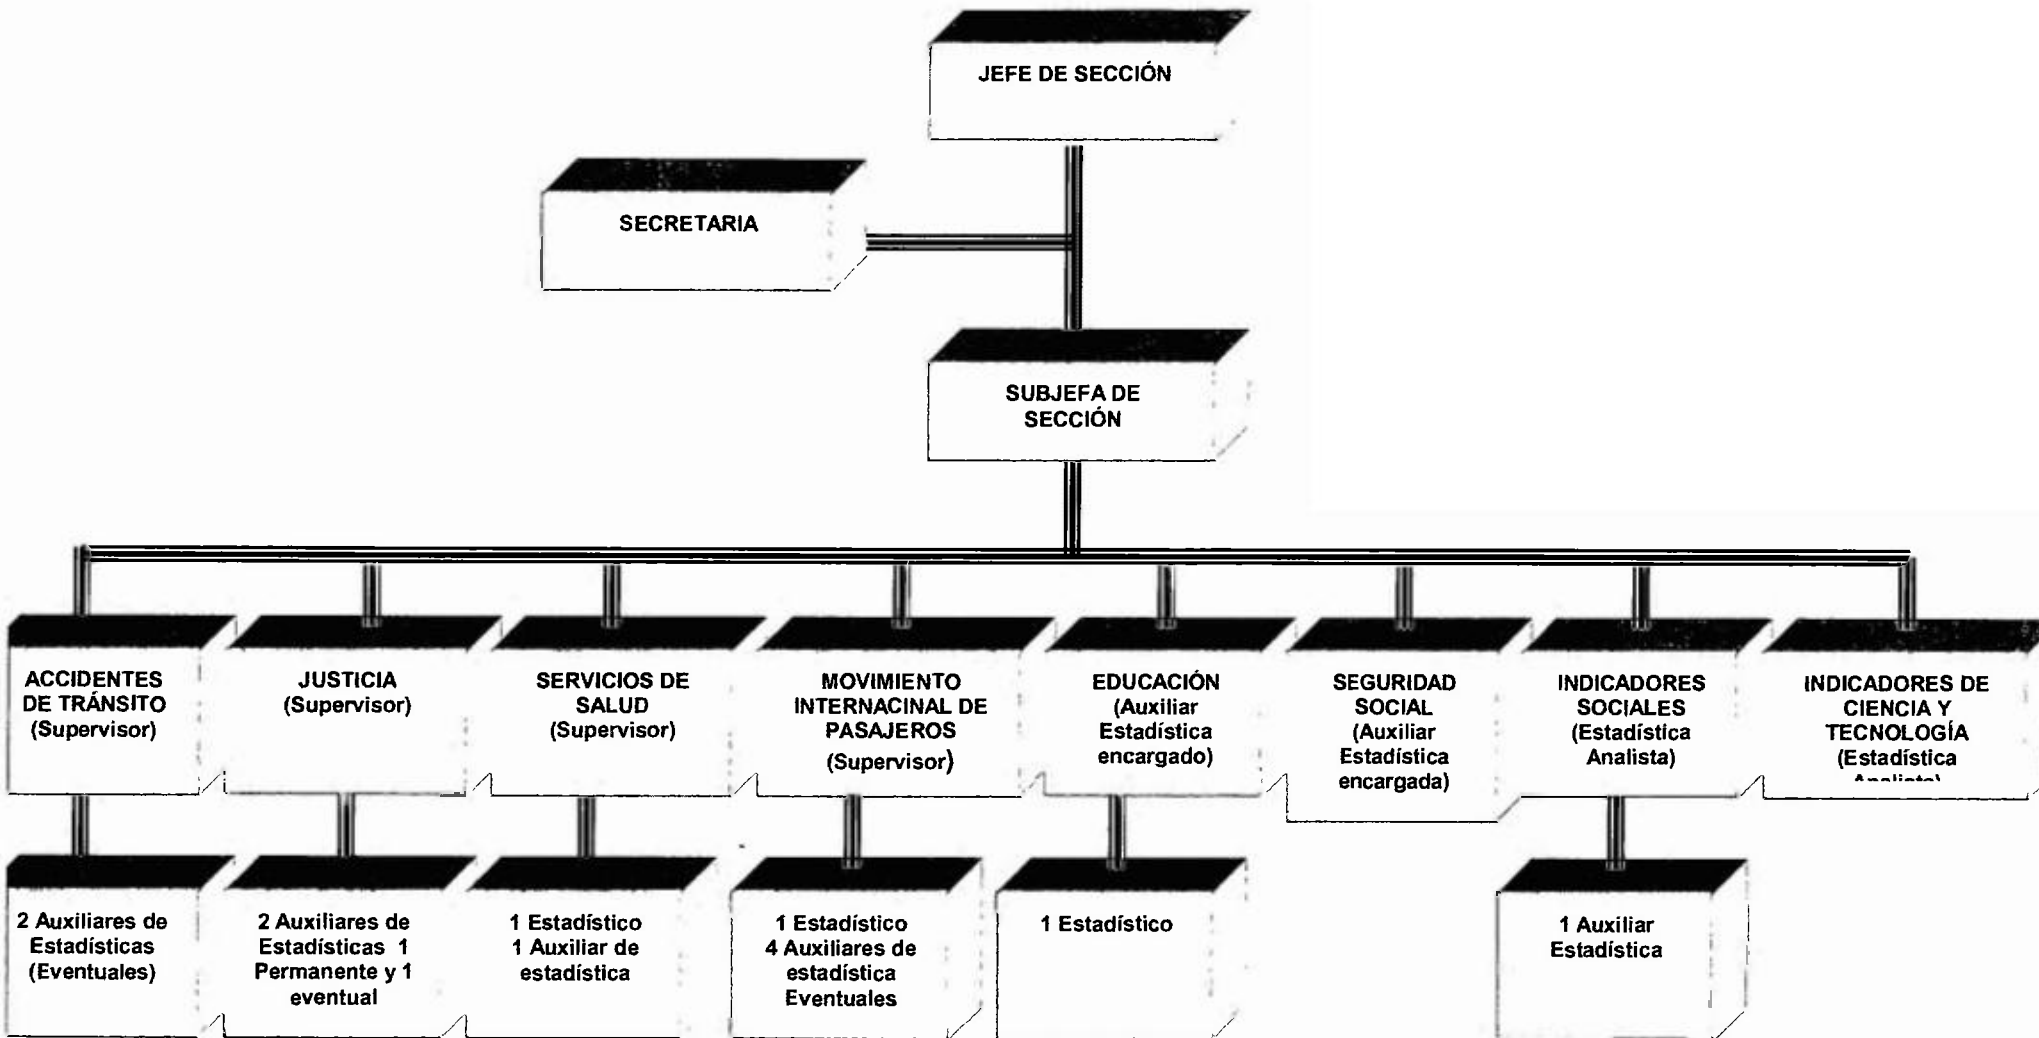 JEFE DE SECCIÓN
SECRETARIA
SUBJEFA DE
SECCIÓN
ACCIDENTES
DE TRÁNSITO
(Supervisor)
JUSTICIA
(Supervisor)
SERVICIOS DE
SALUD
(Supervisor)
MOVIMIENTO
INTERNACINAL DE
PASAJEROS
(Supervisor)
EDUCACIÓN
(Auxiliar
Estadística
encargado)
SEGURIDAD
SOCIAL
(Auxiliar
Estadística
encargada)
INDICADORES
SOCIALES
(Estadística
Analista)
INDICADORES DE
CIENCIA Y
TECNOLOGÍA
(Estadística
2 Auxiliares de
Estadísticas
(Eventuales)
2 Auxiliares de
Estadísticas 1
Permanente y 1
eventual
1 Estadístico
1 Auxiliar de
estadística
1 Estadístico
4 Auxiliares de
estadística
Eventuales
1 Estadístico
1 Auxiliar
Estadística